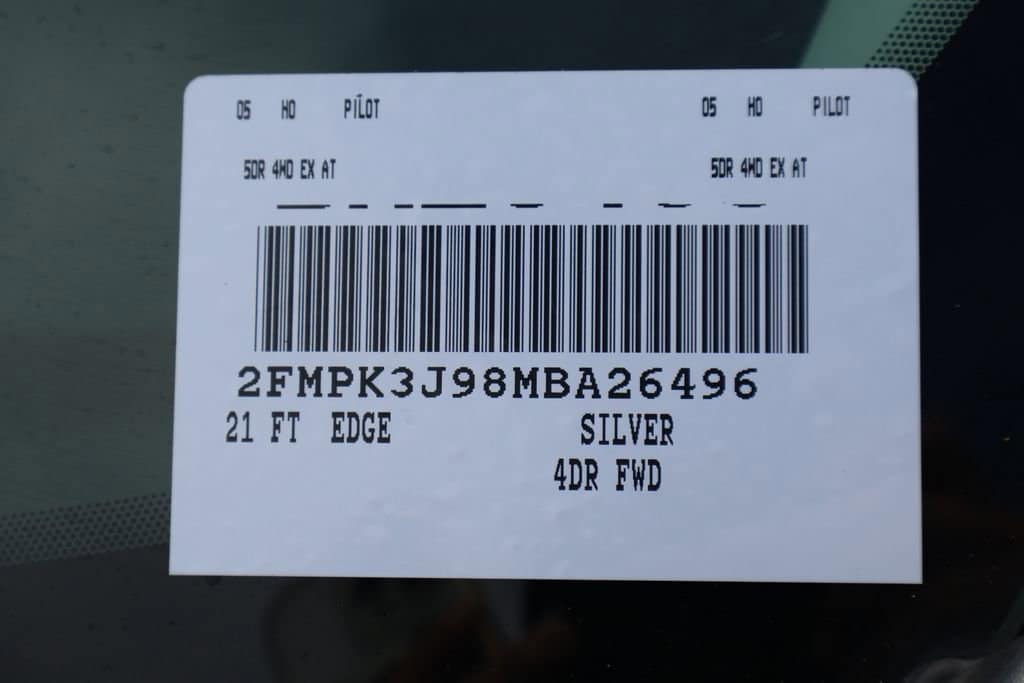 05 HO PILOT 05 HO PILOT
5DR 4WD EX AT 5DR 4WD EX AT
2FMPK3J98MBA26496
21 FT EDGE SILVER
4DR FWD